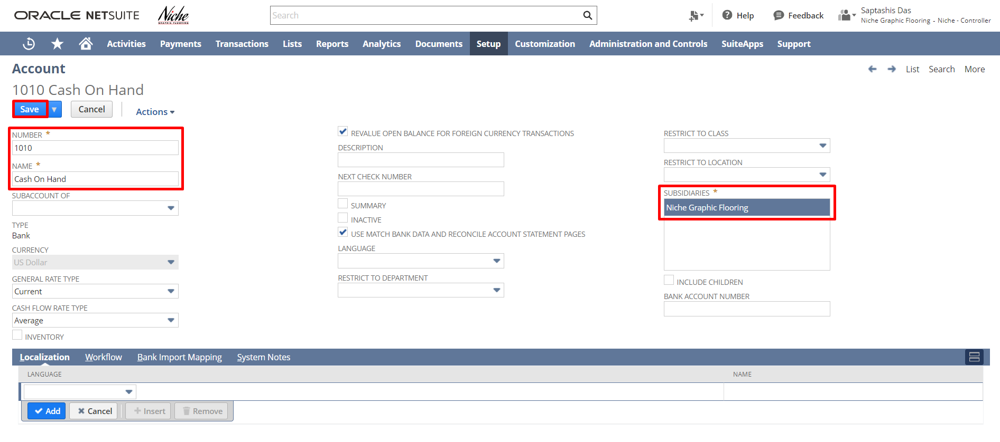 ORACLE NETSUITE
Niche
GRAPHIC FLOORING
Search
Help
Feedback
Saptashis Das
Niche Graphic Flooring - Niche - Controller
Activities Payments Transactions Lists Reports Analytics Documents Setup Customization Administration and Controls SuiteApps Support
Account
List Search More
1010 Cash On Hand
Save Cancel Actions
NUMBER *
1010
NAME *
Cash On Hand
SUBACCOUNT OF
TYPE
Bank
CURRENCY
US Dollar
GENERAL RATE TYPE
Current
CASH FLOW RATE TYPE
Average
INVENTORY
REVALUE OPEN BALANCE FOR FOREIGN CURRENCY TRANSACTIONS
DESCRIPTION
NEXT CHECK NUMBER
SUMMARY
INACTIVE
USE MATCH BANK DATA AND RECONCILE ACCOUNT STATEMENT PAGES
LANGUAGE
RESTRICT TO DEPARTMENT
RESTRICT TO CLASS
RESTRICT TO LOCATION
SUBSIDIARIES *
Niche Graphic Flooring
INCLUDE CHILDREN
BANK ACCOUNT NUMBER
Localization Workflow Bank Import Mapping System Notes
LANGUAGE NAME
Add Cancel Insert Remove